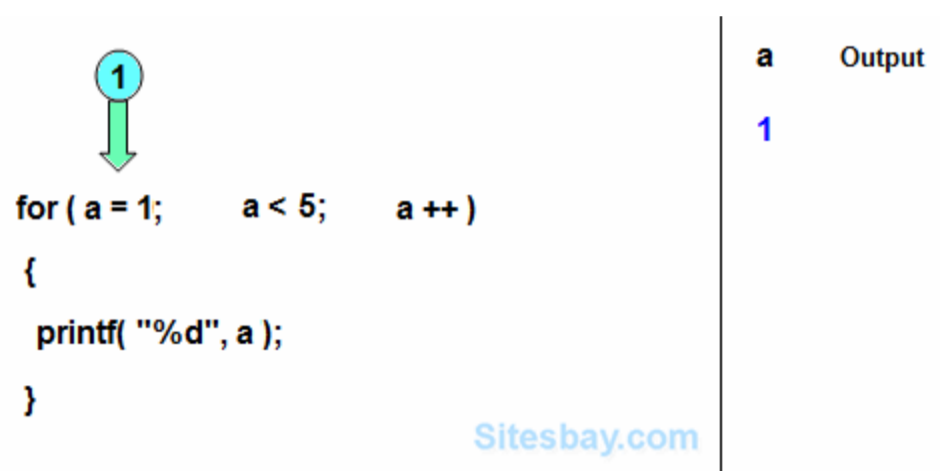 1
for ( a = 1; a < 5; a ++ )
{
printf( "%d", a );
}
Sitesbay.com
a Output
1